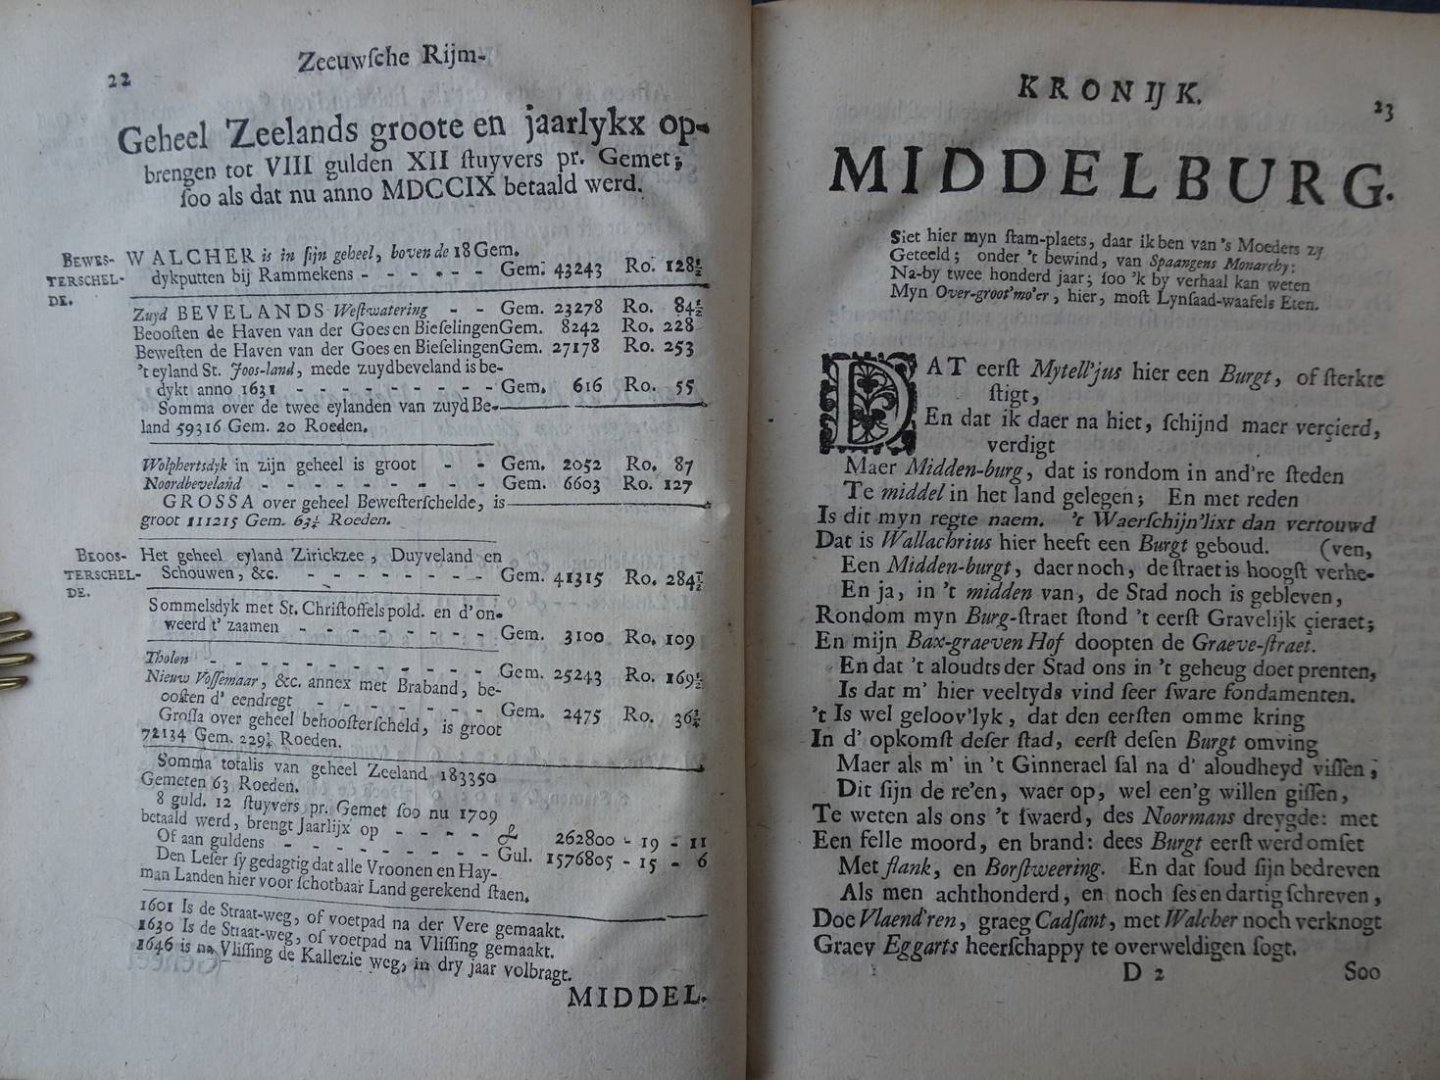 22
Zeeuwſche Rijm-
Geheel Zeelands groote en jaarlykx op-
brengen tot VIII gulden XII ſtuyvers pr. Gemet;
ſoo als dat nu anno MDCCIX betaald werd.
BEWES-
TERSCHEL-
DE.
WALCHER is in ſijn geheel, boven de 18 Gem.
dykputten bij Rammekens - - - - - - Gem. 43243 Ro. 128½
Zuyd BEVELANDS Weſtwatering - - Gem. 23278 Ro. 84½
Beooſten de Haven van der Goes en Bieſelingen Gem. 8242 Ro. 228
Beweſten de Haven van der Goes en Bieſelingen Gem. 27178 Ro. 253
't eyland St. Joos-land, mede zuydbeveland is be-
dykt anno 1631 - - - - - - - - - Gem. 616 Ro. 55
Somma over de twee eylanden van zuyd Be-
land 59316 Gem. 20 Roeden.
Wolphertsdyk in zijn geheel is groot - - Gem. 2052 Ro. 87
Noordbeveland - - - - - - - - - Gem. 6603 Ro. 127
GROSSA over geheel Beweſterſchelde, is
groot 111215 Gem. 63½ Roeden.
BEOOS-
TERSCHEL-
DE.
Het geheel eyland Zirickzee, Duyveland en
Schouwen, &c. - - - - - - - - Gem. 41315 Ro. 284½
Sommelsdyk met St. Chriſtoffels pold. en d' on-
weerd t' zaamen - - - - - - - - Gem. 3100 Ro. 109
Tholen - - - - - - - - - - Gem. 25243 Ro. 169½
Nieuw Voſſemaar, &c. annex met Braband, be-
ooſten d' eendregt - - - - - - - Gem. 2475 Ro. 36¾
Groſſa over geheel behooſterſcheld, is groot
72134 Gem. 229¼ Roeden.
Somma totalis van geheel Zeeland 183350
Gemeten 63 Roeden.
8 guld. 12 ſtuyvers pr. Gemet ſoo nu 1709
betaald werd, brengt Jaarlijx op - - - - £ 262800 - 19 - 11
Of aan guldens - - - - - - - - Gul. 1576805 - 15 - 6
Den Leſer ſy gedagtig dat alle Vroonen en Hay-
man Landen hier voor ſchotbaar Land gerekend ſtaen.
1601 Is de Straat-weg, of voetpad na der Vere gemaakt.
1630 Is de Straat-weg, of voetpad na Vliſſing gemaakt.
1646 is na Vliſſing de Kallezie weg, in dry jaar volbragt.
MIDDEL.
KRONIJK.
23
MIDDELBURG.
Siet hier myn ſtam-plaets, daar ik ben van 's Moeders zy
Geteeld; onder 't bewind, van Spaangens Monarchy:
Na-by twee honderd jaar; ſoo 'k by verhaal kan weten
Myn Over-groot'mo'er, hier, moſt Lynſaad-waafels Eten.
DAT eerſt Mytell'jus hier een Burgt, of ſterkte
ſtigt,
En dat ik daer na hiet, ſchijnd maer verçierd,
verdigt
Maer Midden-burg, dat is rondom in and're ſteden
Te middel in het land gelegen; En met reden
Is dit myn regte naem. 't Waerſchijn'lixt dan vertouwd
Dat is Wallachrius hier heeft een Burgt geboud. (ven,
Een Midden-burgt, daer noch, de ſtraet is hoogſt verhe-
En ja, in 't midden van, de Stad noch is gebleven,
Rondom myn Burg-ſtraet ſtond 't eerſt Gravelijk çieraet;
En mijn Bax-graeven Hof doopten de Graeve-ſtraet.
En dat 't aloudts der Stad ons in 't geheug doet prenten,
Is dat m' hier veeltyds vind ſeer ſware fondamenten.
't Is wel geloov'lyk, dat den eerſten omme kring
In d' opkomſt deſer ſtad, eerſt deſen Burgt omving
Maer als m' in 't Ginnerael ſal na d' aloudheyd viſſen;
Dit ſijn de re'en, waer op, wel een'g willen giſſen,
Te weten als ons 't ſwaerd, des Noormans dreygde: met
Een felle moord, en brand: dees Burgt eerſt werd omſet
Met flank, en Borſtweering. En dat ſoud ſijn bedreven
Als men achthonderd, en noch ſes en dartig ſchreven,
Doe Vlaend'ren, graeg Cadſant, met Walcher noch verknogt
Graev Eggarts heerſchappy te overweldigen ſogt.
D 2
Soo